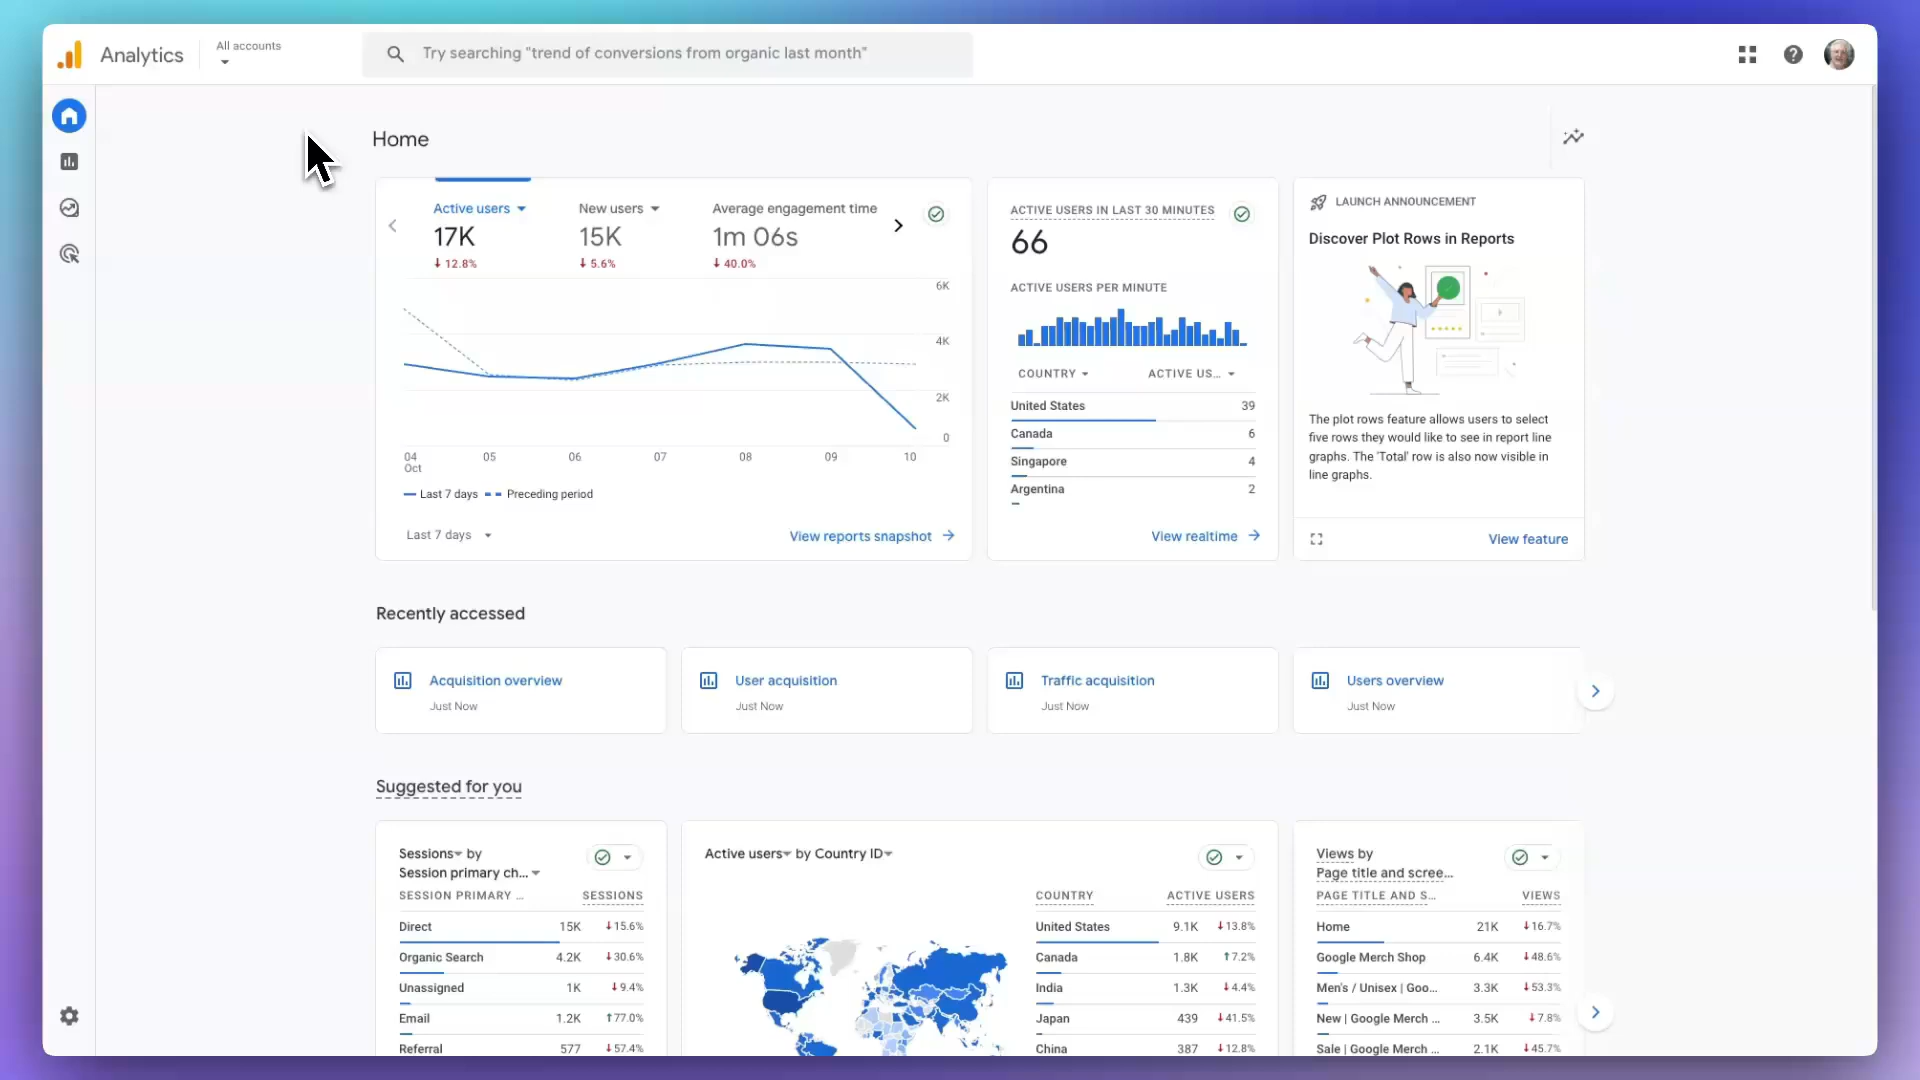 Analytics
All accounts
Try searching "trend of conversions from organic last month"
Home
Active users
17K
↓ 12.8%
New users
15K
↓ 5.6%
Average engagement time
1m 06s
↓ 40.0%
6K
4K
2K
0
04
Oct
05
06
07
08
09
10
Last 7 days
Preceding period
Last 7 days
View reports snapshot
ACTIVE USERS IN LAST 30 MINUTES
66
ACTIVE USERS PER MINUTE
COUNTRY
ACTIVE US...
United States 39
Canada 6
Singapore 4
Argentina 2
View realtime
LAUNCH ANNOUNCEMENT
Discover Plot Rows in Reports
The plot rows feature allows users to select
five rows they would like to see in report line
graphs. The 'Total' row is also now visible in
line graphs.
View feature
Recently accessed
Acquisition overview
Just Now
User acquisition
Just Now
Traffic acquisition
Just Now
Users overview
Just Now
Suggested for you
Sessions by
Session primary ch...
SESSION PRIMARY ... SESSIONS
Direct 15K ↓15.6%
Organic Search 4.2K ↓30.6%
Unassigned 1K ↓9.4%
Email 1.2K ↑77.0%
Referral 577 ↓57.4%
Active users by Country ID
COUNTRY ACTIVE USERS
United States 9.1K ↓13.8%
Canada 1.8K ↑7.2%
India 1.3K ↓4.4%
Japan 439 ↓41.5%
China 387 ↓12.8%
Views by
Page title and scree...
PAGE TITLE AND S... VIEWS
Home 21K ↓16.7%
Google Merch Shop 6.4K ↓48.6%
Men's / Unisex | Goo... 3.3K ↓53.3%
New | Google Merch ... 3.5K ↓7.8%
Sale | Google Merch ... 2.1K ↓45.7%